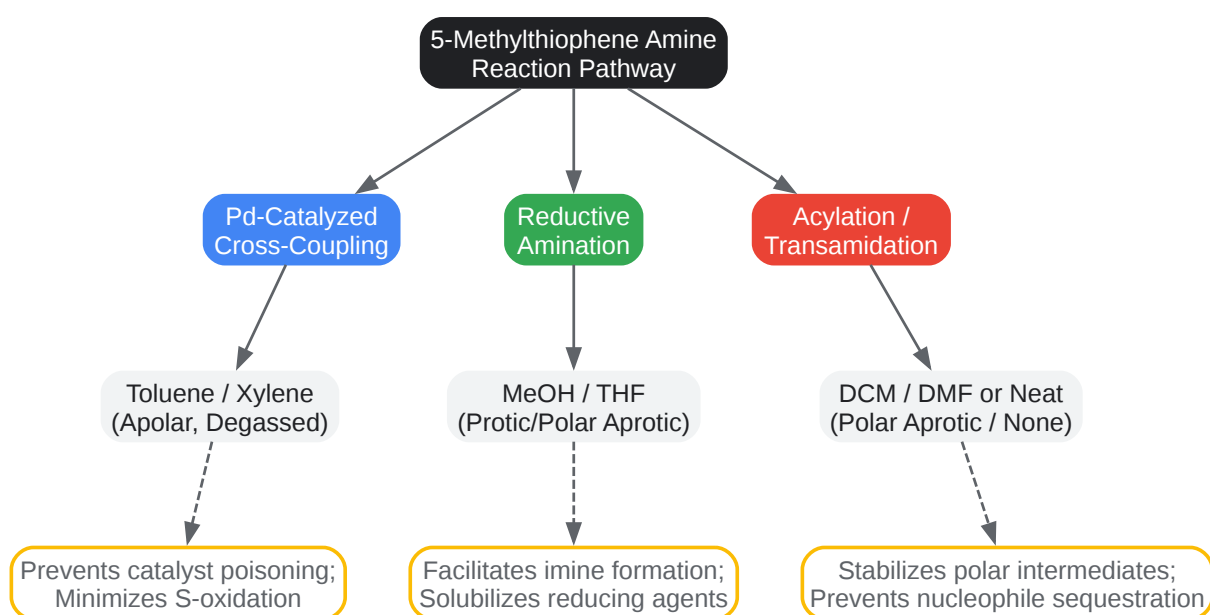 5-Methylthiophene Amine
Reaction Pathway
Pd-Catalyzed
Cross-Coupling
Reductive
Amination
Acylation /
Transamidation
Toluene / Xylene
(Apolar, Degassed)
MeOH / THF
(Protic/Polar Aprotic)
DCM / DMF or Neat
(Polar Aprotic / None)
Prevents catalyst poisoning;
Minimizes S-oxidation
Facilitates imine formation;
Solubilizes reducing agents
Stabilizes polar intermediates;
Prevents nucleophile sequestration